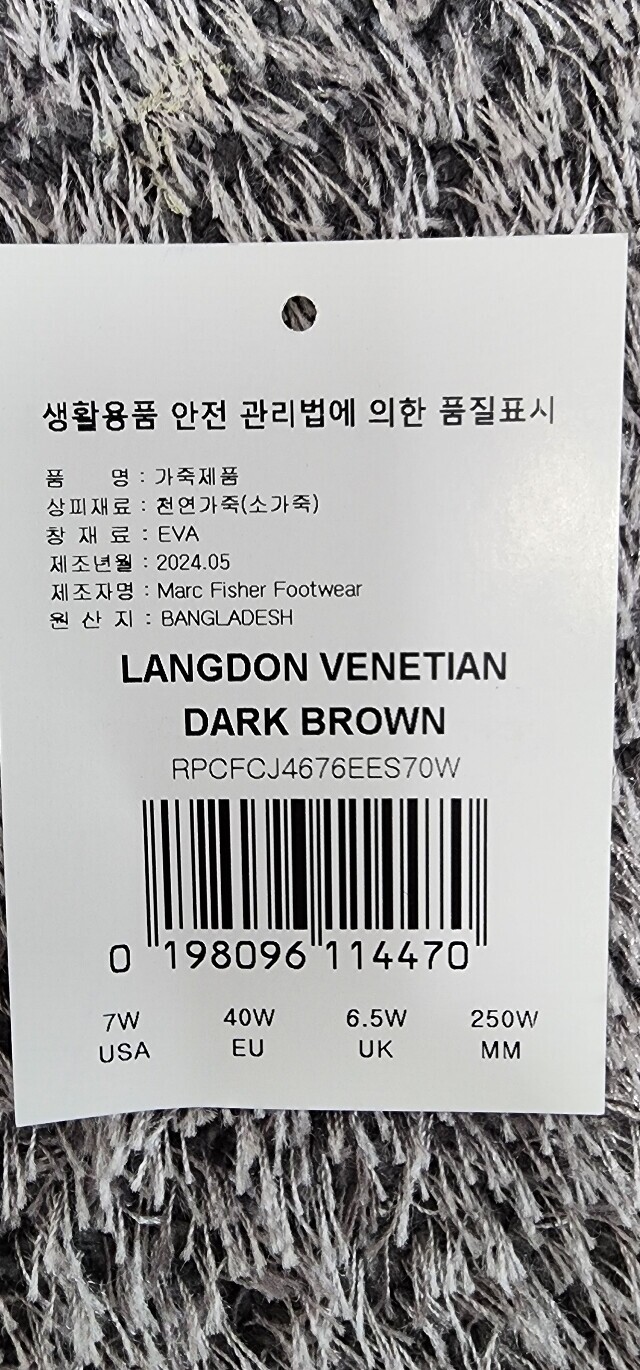 생활용품 안전 관리법에 의한 품질표시
품 명 : 가죽제품
상피재료 : 천연가죽(소가죽)
창 재 료 : EVA
제조년월 : 2024.05
제조자명 : Marc Fisher Footwear
원 산 지 : BANGLADESH
LANGDON VENETIAN
DARK BROWN
RPCFCJ4676EES70W
0 198096 114470
7W 40W 6.5W 250W
USA EU UK MM